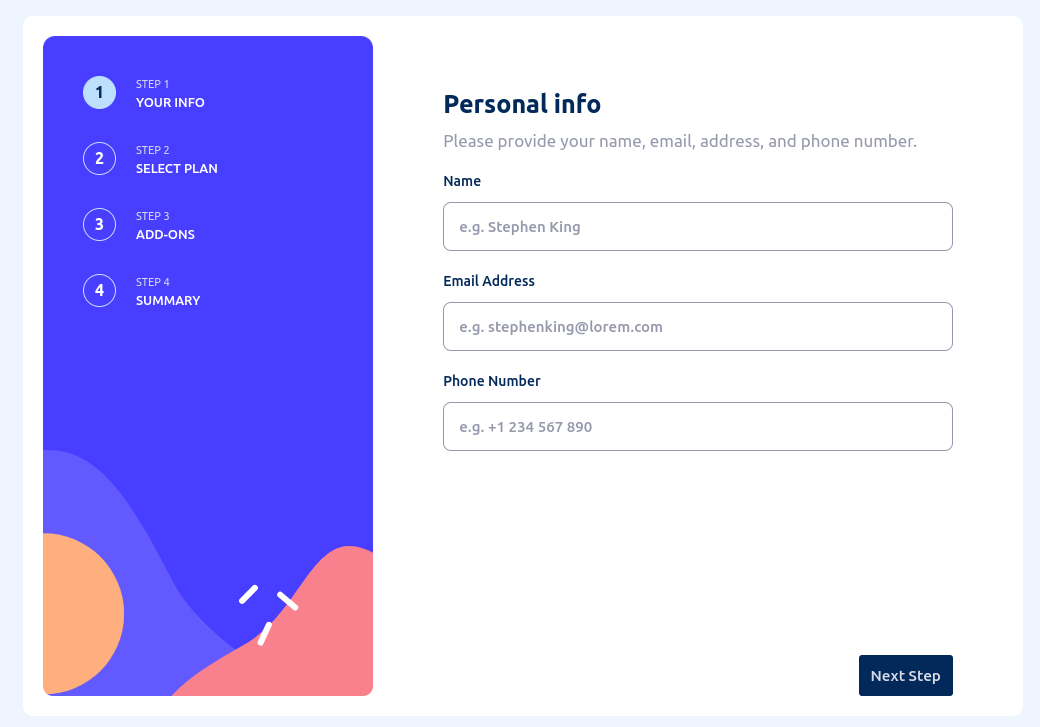 1
STEP 1
YOUR INFO
2
STEP 2
SELECT PLAN
3
STEP 3
ADD-ONS
4
STEP 4
SUMMARY
Personal info
Please provide your name, email, address, and phone number.
Name
e.g. Stephen King
Email Address
e.g. stephenking@lorem.com
Phone Number
e.g. +1 234 567 890
Next Step